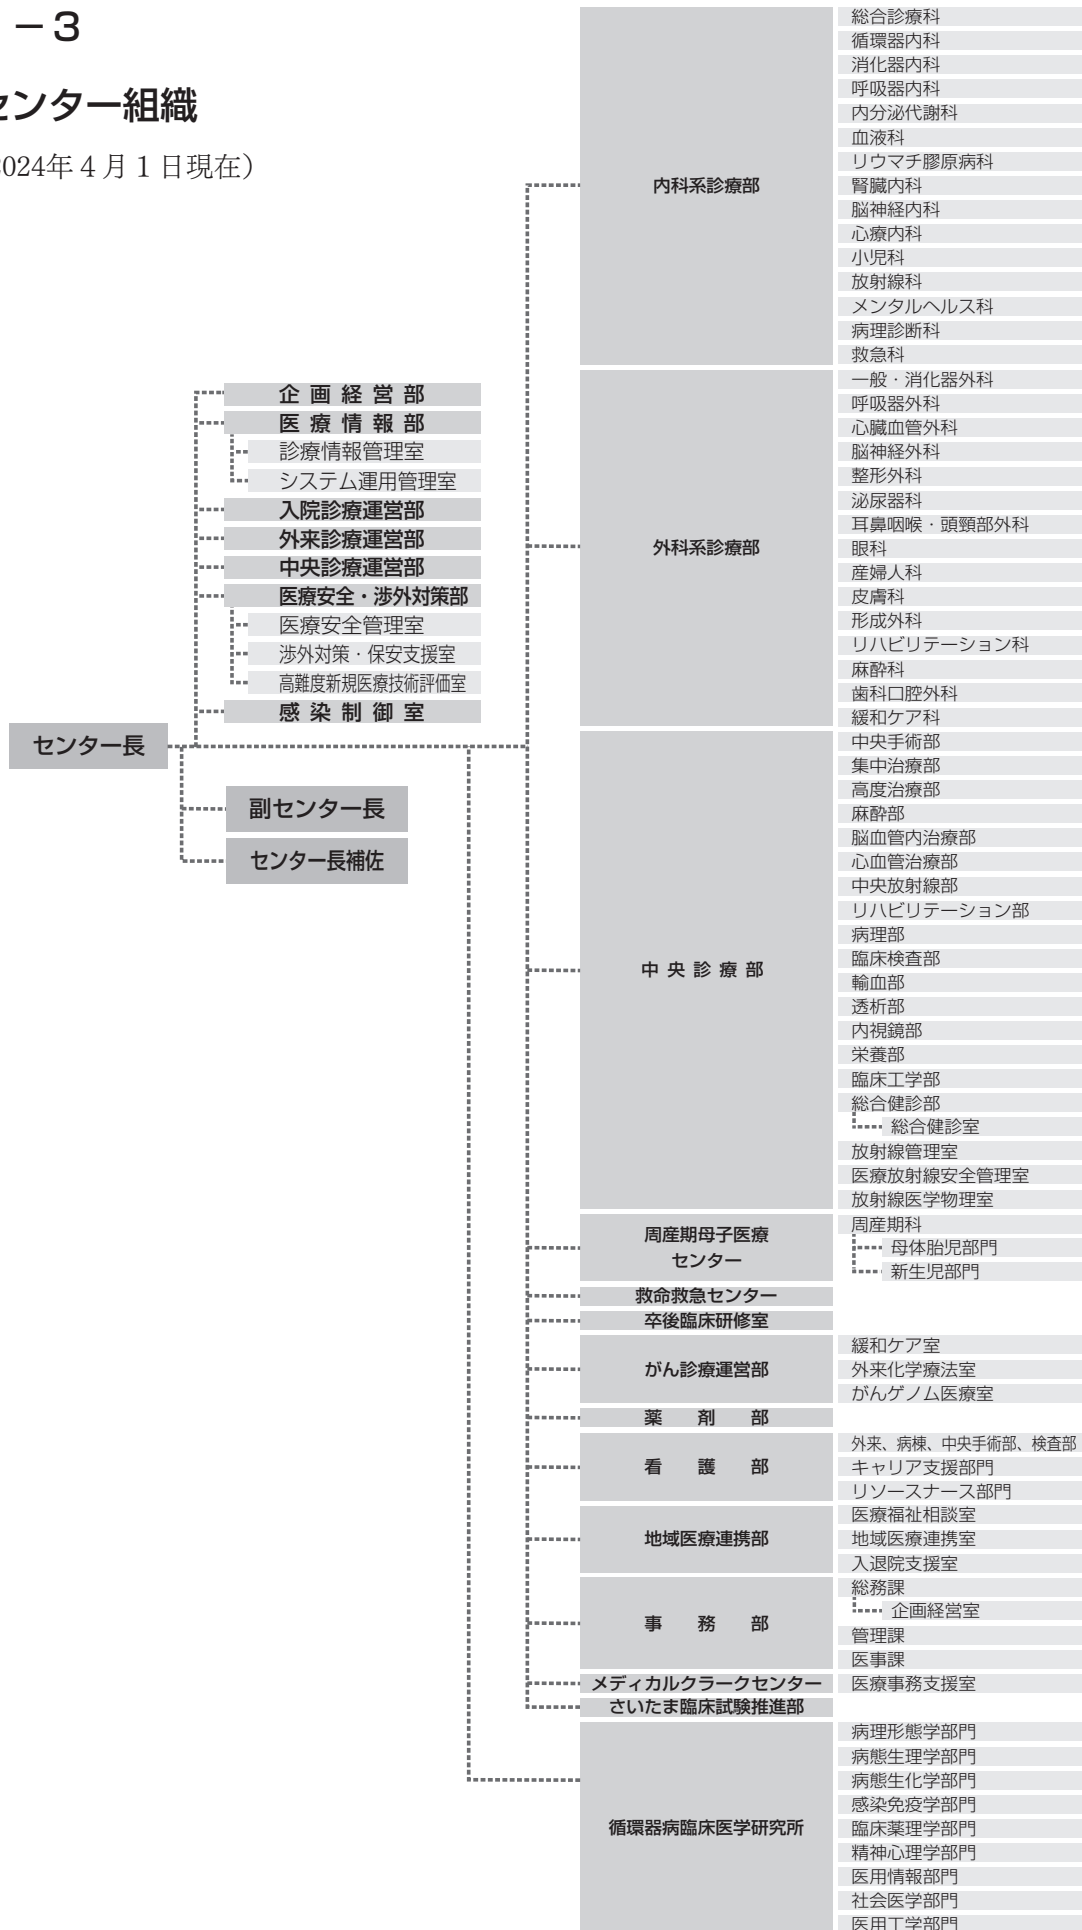 －3
センター組織
2024年４月１日現在）
センター長
副センター長
センター長補佐
企画経営部
医療情報部
診療情報管理室
システム運用管理室
入院診療運営部
外来診療運営部
中央診療運営部
医療安全・渉外対策部
医療安全管理室
渉外対策・保安支援室
高難度新規医療技術評価室
感染制御室
内科系診療部
総合診療科
循環器内科
消化器内科
呼吸器内科
内分泌代謝科
血液科
リウマチ膠原病科
腎臓内科
脳神経内科
心療内科
小児科
放射線科
メンタルヘルス科
病理診断科
救急科
外科系診療部
一般・消化器外科
呼吸器外科
心臓血管外科
脳神経外科
整形外科
泌尿器科
耳鼻咽喉・頭頸部外科
眼科
産婦人科
皮膚科
形成外科
リハビリテーション科
麻酔科
歯科口腔外科
緩和ケア科
中央診療部
中央手術部
集中治療部
高度治療部
麻酔部
脳血管内治療部
心血管治療部
中央放射線部
リハビリテーション部
病理部
臨床検査部
輸血部
透析部
内視鏡部
栄養部
臨床工学部
総合健診部
総合健診室
放射線管理室
医療放射線安全管理室
放射線医学物理室
周産期母子医療
センター
周産期科
母体胎児部門
新生児部門
救命救急センター
卒後臨床研修室
がん診療運営部
緩和ケア室
外来化学療法室
がんゲノム医療室
薬剤部
看護部
外来、病棟、中央手術部、検査部
キャリア支援部門
リソースナース部門
地域医療連携部
医療福祉相談室
地域医療連携室
入退院支援室
事務部
総務課
企画経営室
管理課
医事課
メディカルクラークセンター
医療事務支援室
さいたま臨床試験推進部
循環器病臨床医学研究所
病理形態学部門
病態生理学部門
病態生化学部門
感染免疫学部門
臨床薬理学部門
精神心理学部門
医用情報部門
社会医学部門
医用工学部門